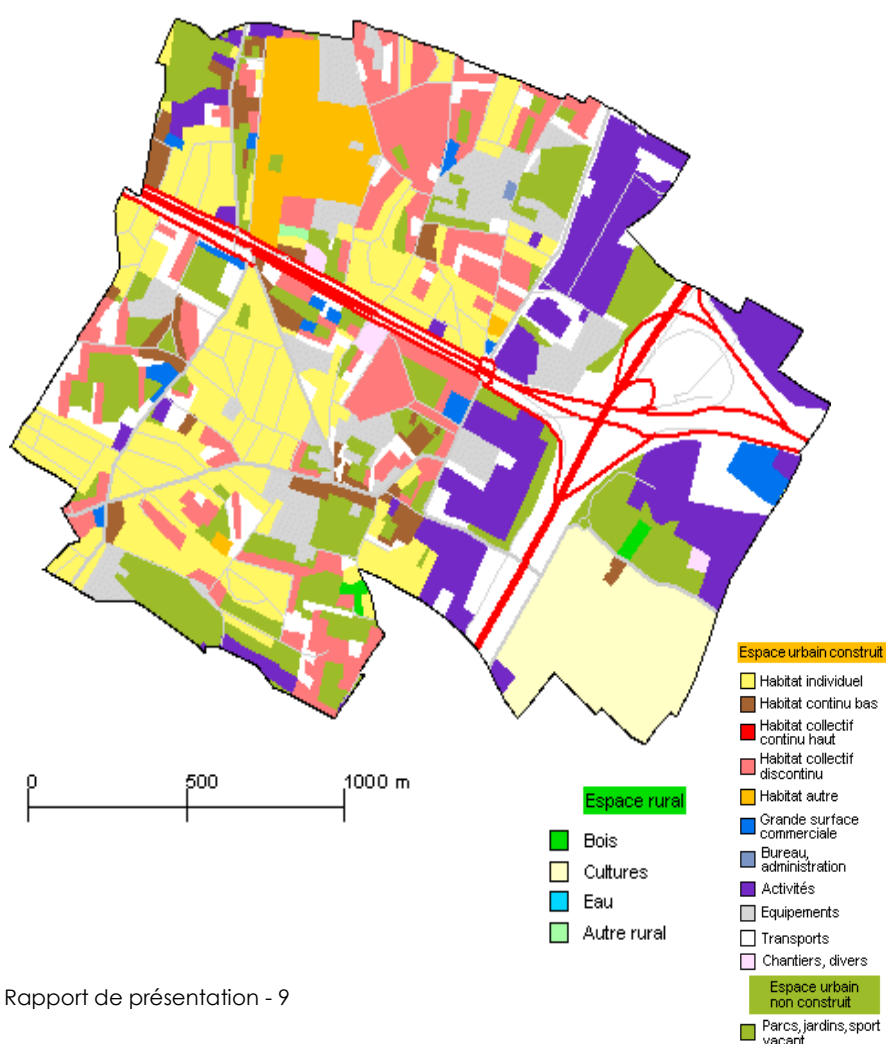 Espace urbain construit
Habitat individuel
Habitat continu bas
Habitat collectif
continu haut
Habitat collectif
discontinu
Habitat autre
Grande surface
commerciale
Bureau,
administration
Activités
Equipements
Transports
Chantiers, divers
Espace urbain
non construit
Parcs, jardins, sport
vacant
0 500 1000 m
Espace rural
Bois
Cultures
Eau
Autre rural
Rapport de présentation - 9